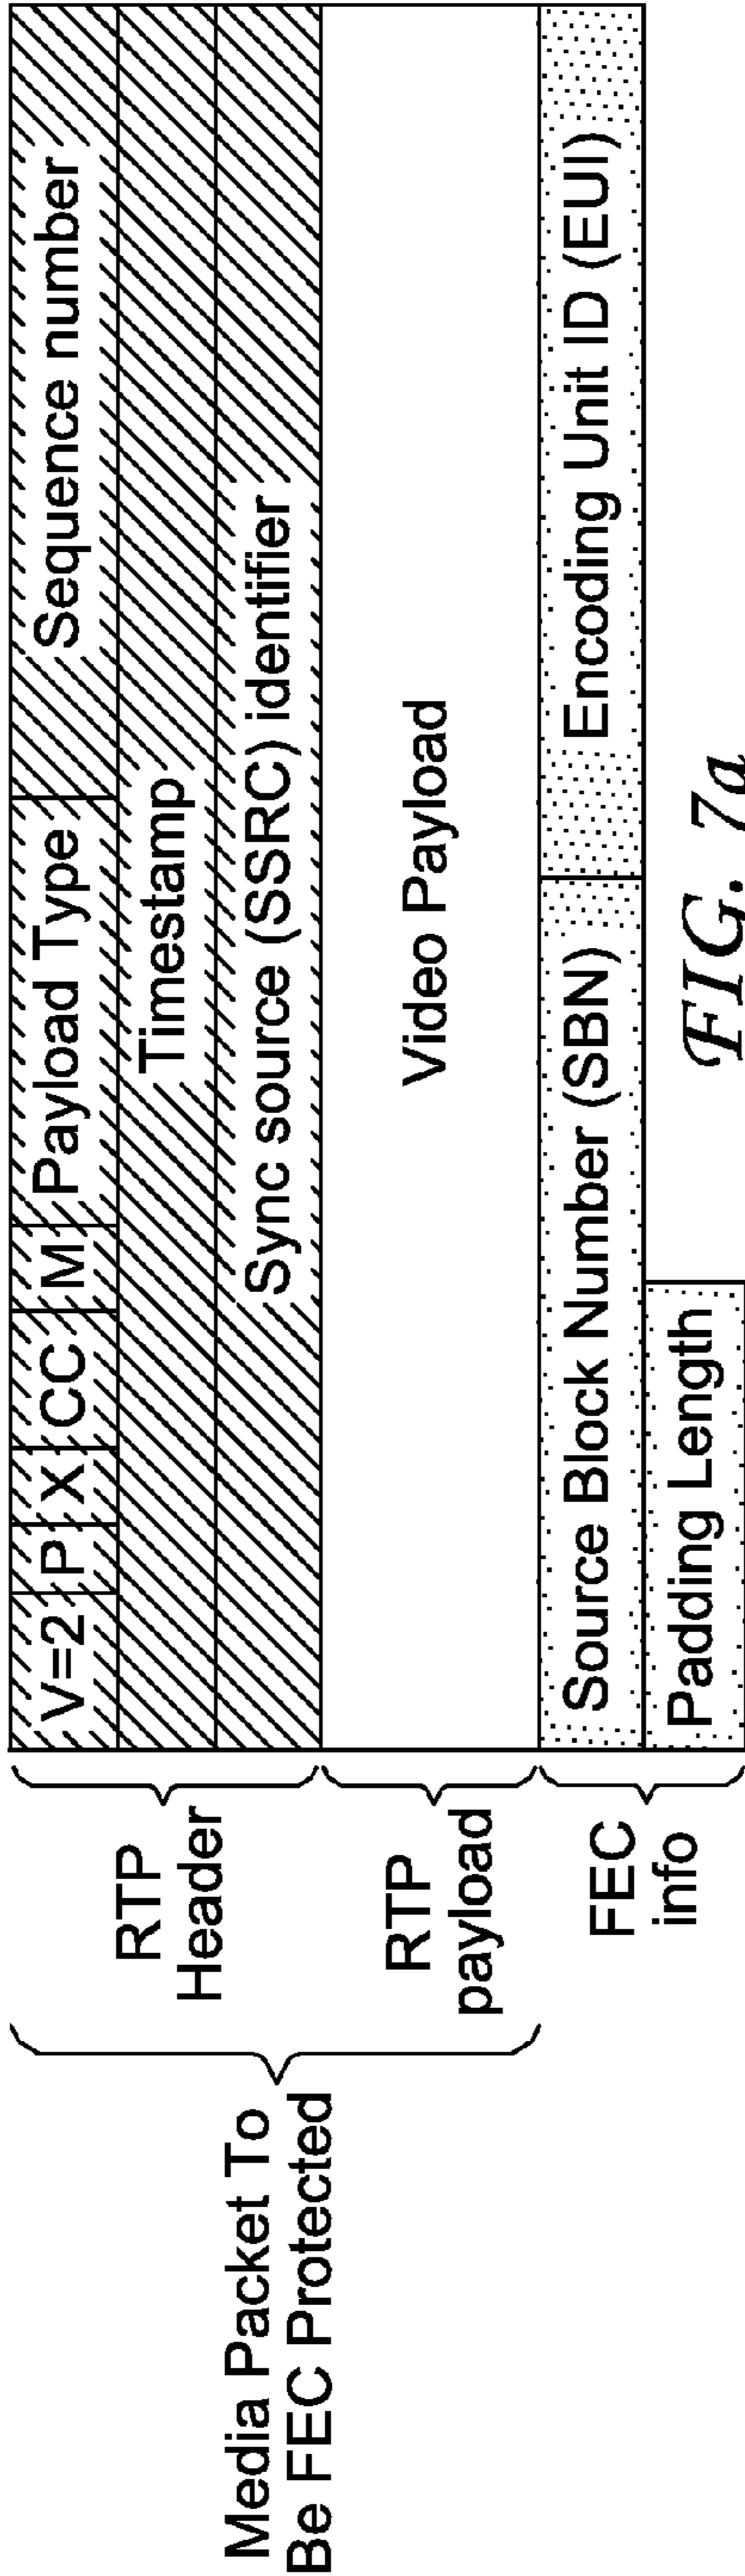 V=2 P X CC M Payload Type Sequence number
Timestamp
Sync source (SSRC) identifier
Video Payload
Source Block Number (SBN) Encoding Unit ID (EUI)
Padding Length
RTP
Header
RTP
payload
FEC
info
Media Packet To
Be FEC Protected
FIG. 7a